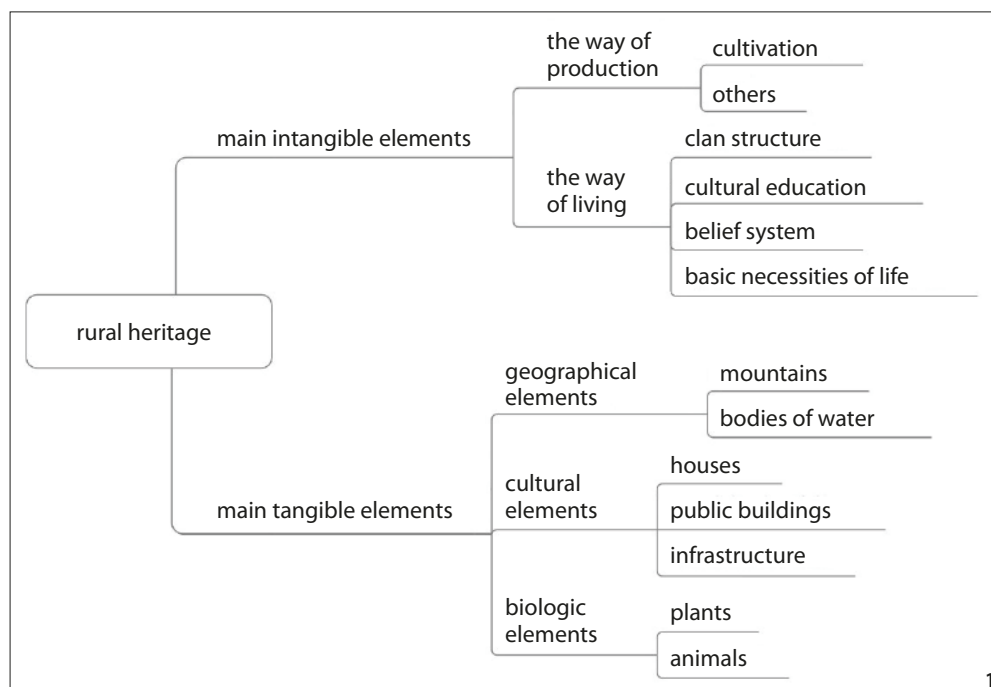 the way of
production
cultivation
others
main intangible elements
clan structure
the way
of living
cultural education
belief system
basic necessities of life
rural heritage
geographical
elements
mountains
bodies of water
houses
cultural
elements
public buildings
main tangible elements
infrastructure
biologic
elements
plants
animals
1